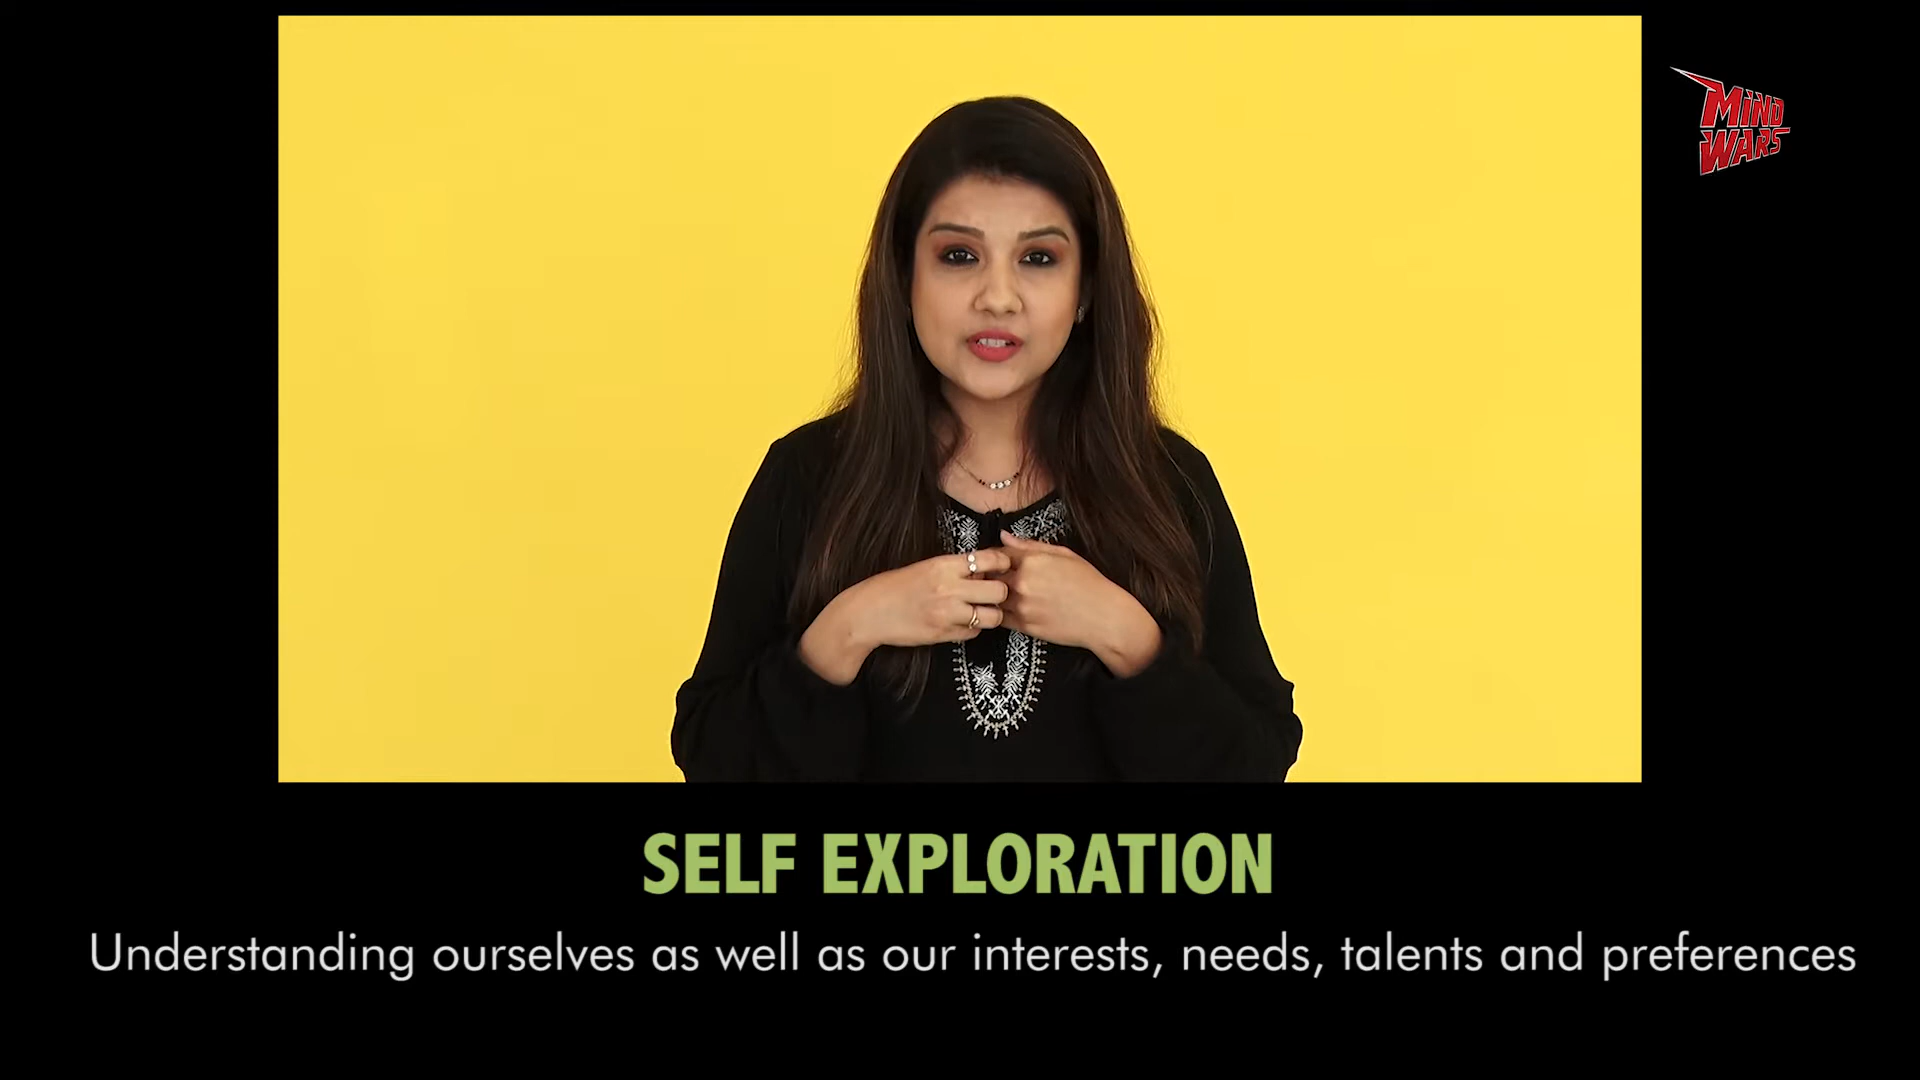 MIND
WARS
SELF EXPLORATION
Understanding ourselves as well as our interests, needs, talents and preferences